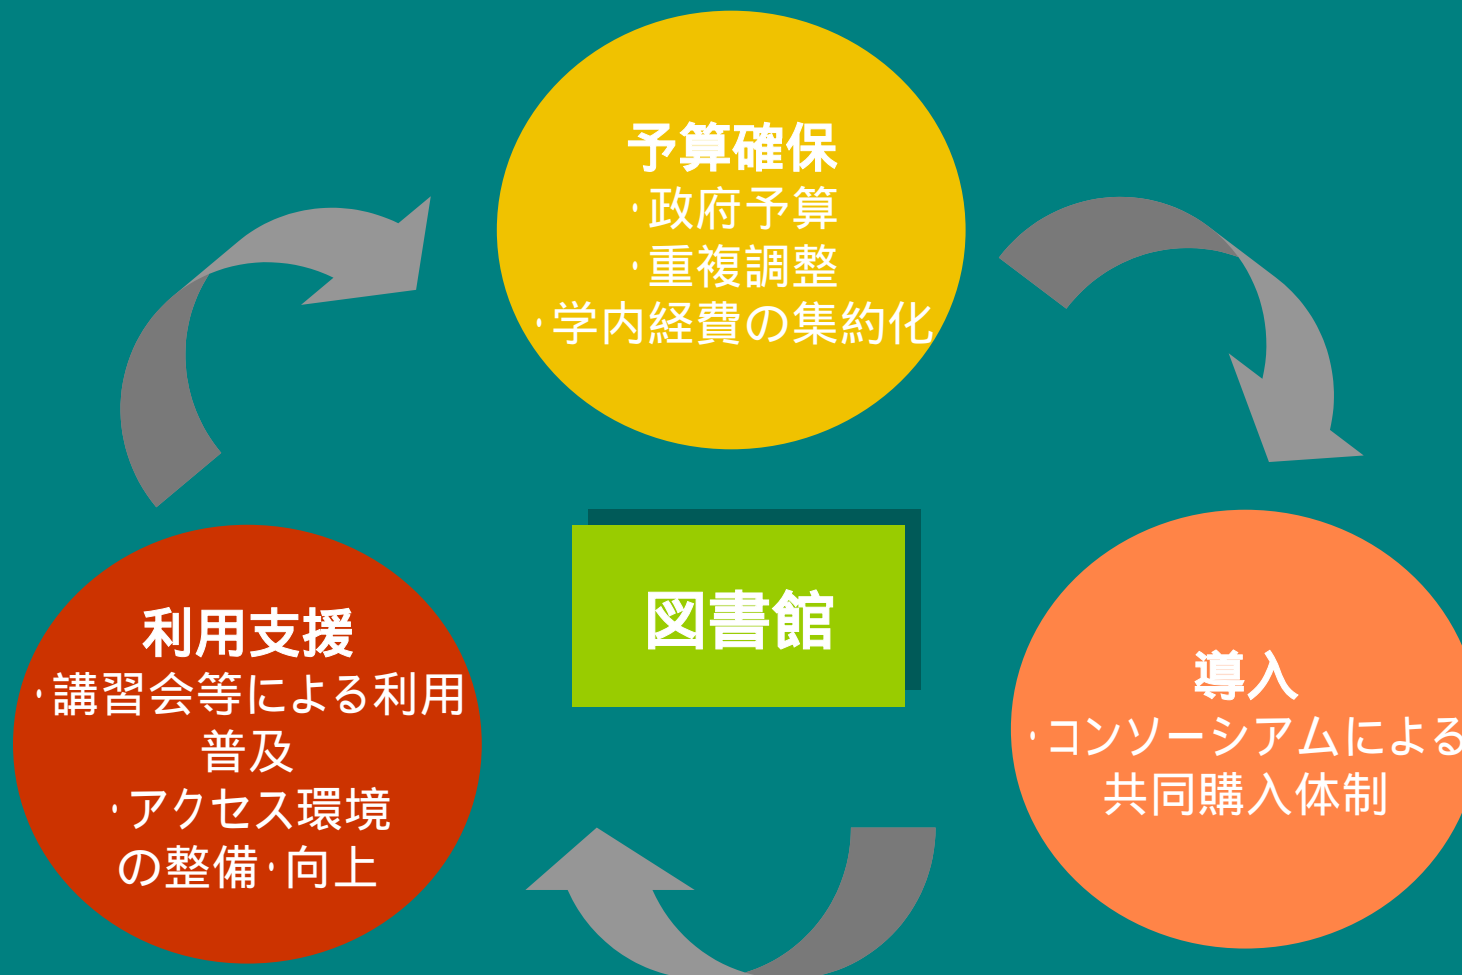 予算確保
・政府予算
・重複調整
・学内経費の集約化
図書館
利用支援
・講習会等による利用
普及
・アクセス環境
の整備・向上
導入
・コンソーシアムによる
共同購入体制